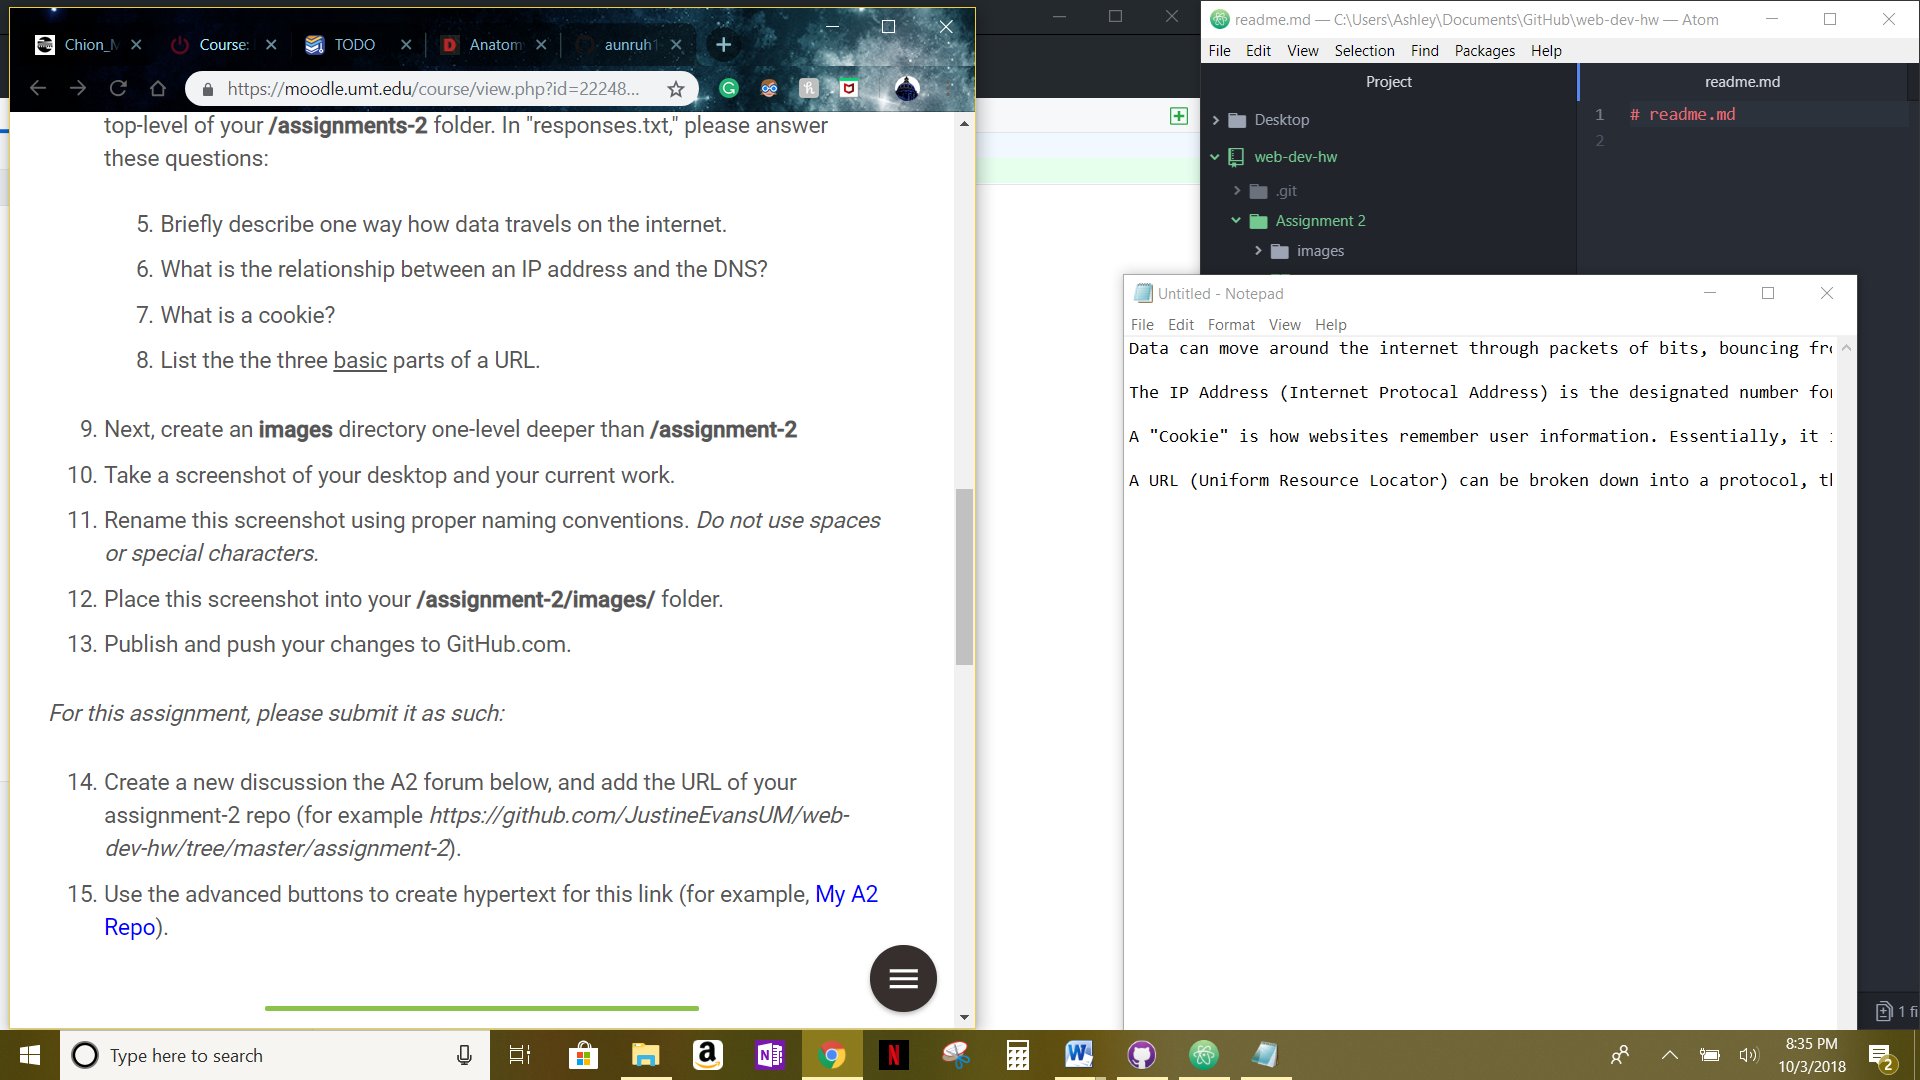 Chion_M
Course:
TODO
Anatom
aunruh1
https://moodle.umt.edu/course/view.php?id=22248...
top-level of your /assignments-2 folder. In "responses.txt," please answer
these questions:
5. Briefly describe one way how data travels on the internet.
6. What is the relationship between an IP address and the DNS?
7. What is a cookie?
8. List the the three basic parts of a URL.
9. Next, create an images directory one-level deeper than /assignment-2
10. Take a screenshot of your desktop and your current work.
11. Rename this screenshot using proper naming conventions. Do not use spaces
or special characters.
12. Place this screenshot into your /assignment-2/images/ folder.
13. Publish and push your changes to GitHub.com.
For this assignment, please submit it as such:
14. Create a new discussion the A2 forum below, and add the URL of your
assignment-2 repo (for example https://github.com/JustineEvansUM/web-
dev-hw/tree/master/assignment-2).
15. Use the advanced buttons to create hypertext for this link (for example, My A2
Repo).
readme.md — C:\Users\Ashley\Documents\GitHub\web-dev-hw — Atom
File Edit View Selection Find Packages Help
Project
readme.md
Desktop
web-dev-hw
.git
Assignment 2
images
1 # readme.md
2
Untitled - Notepad
File Edit Format View Help
Data can move around the internet through packets of bits, bouncing fro
The IP Address (Internet Protocal Address) is the designated number for
A "Cookie" is how websites remember user information. Essentially, it
A URL (Uniform Resource Locator) can be broken down into a protocol, th
1 fi
Type here to search
8:35 PM
10/3/2018
2